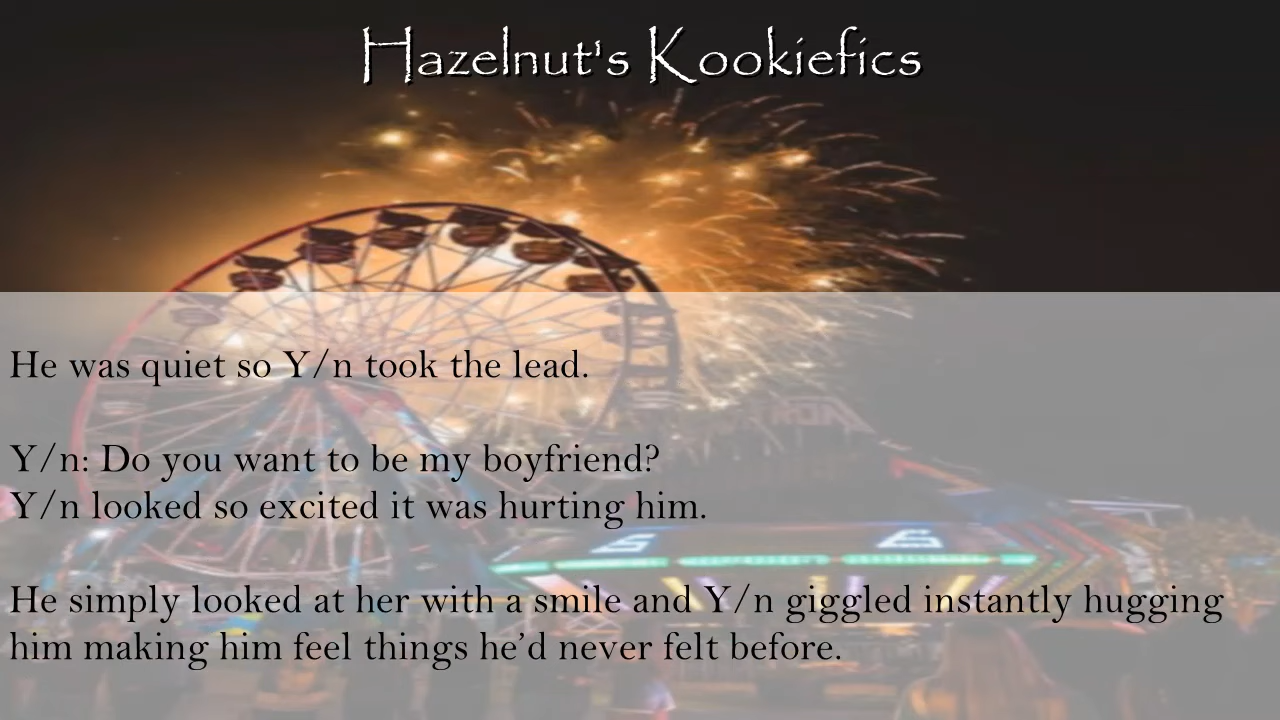 Hazelnut's Kookiefics
He was quiet so Y/n took the lead.
Y/n: Do you want to be my boyfriend?
Y/n looked so excited it was hurting him.
He simply looked at her with a smile and Y/n giggled instantly hugging
him making him feel things he’d never felt before.